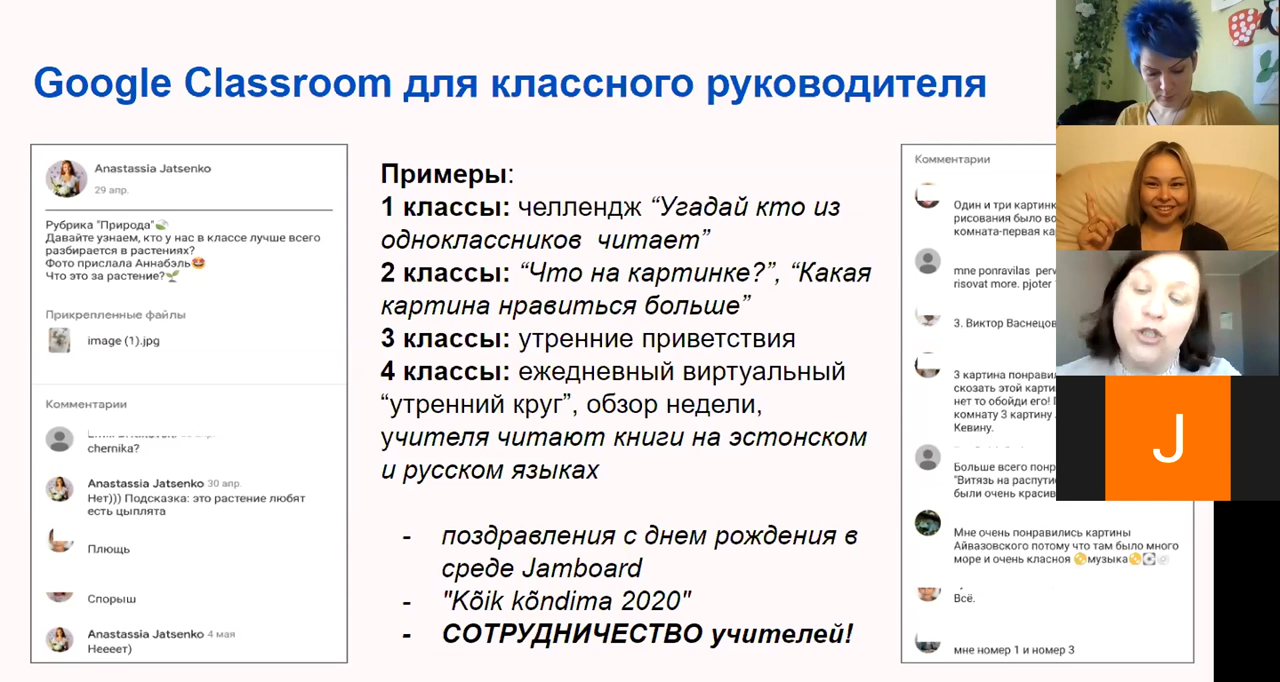 Google Classroom для классного руководителя
Anastassia Jatsenko
29 апр.
Рубрика "Природа"
Давайте узнаем, кто у нас в классе лучше всего
разбирается в растениях?
Фото прислала Аннабэль
Что это за растение?
Прикрепленные файлы
image (1).jpg
Комментарии
chernika?
Anastassia Jatsenko 30 апр.
Нет))) Подсказка: это растение любят
есть цыплята
Плющь
Спорыш
Anastassia Jatsenko 4 мая
Неееет)
Примеры:
1 классы: челлендж “Угадай кто из
одноклассников читает”
2 классы: “Что на картинке?”, “Какая
картина нравиться больше”
3 классы: утренние приветствия
4 классы: ежедневный виртуальный
“утренний круг”, обзор недели,
учителя читают книги на эстонском
и русском языках
- поздравления с днем рождения в
среде Jamboard
- "Kõik kõndima 2020"
- СОТРУДНИЧЕСТВО учителей!
Комментарии
Один и три картинк
рисования было во
комната-первая ка
mne ponravilas perv
risovat more. pjoter
3. Виктор Васнецов
3 картина понрави
скозать этой карти
нет то обойди его!
комнату 3 картину
Кевину.
Больше всего понр
"Витязь на распутис
были очень красив
Мне очень понравились картины
Айвазовского потому что там было много
море и очень класноя музыка
Всё.
мне номер 1 и номер 3
J